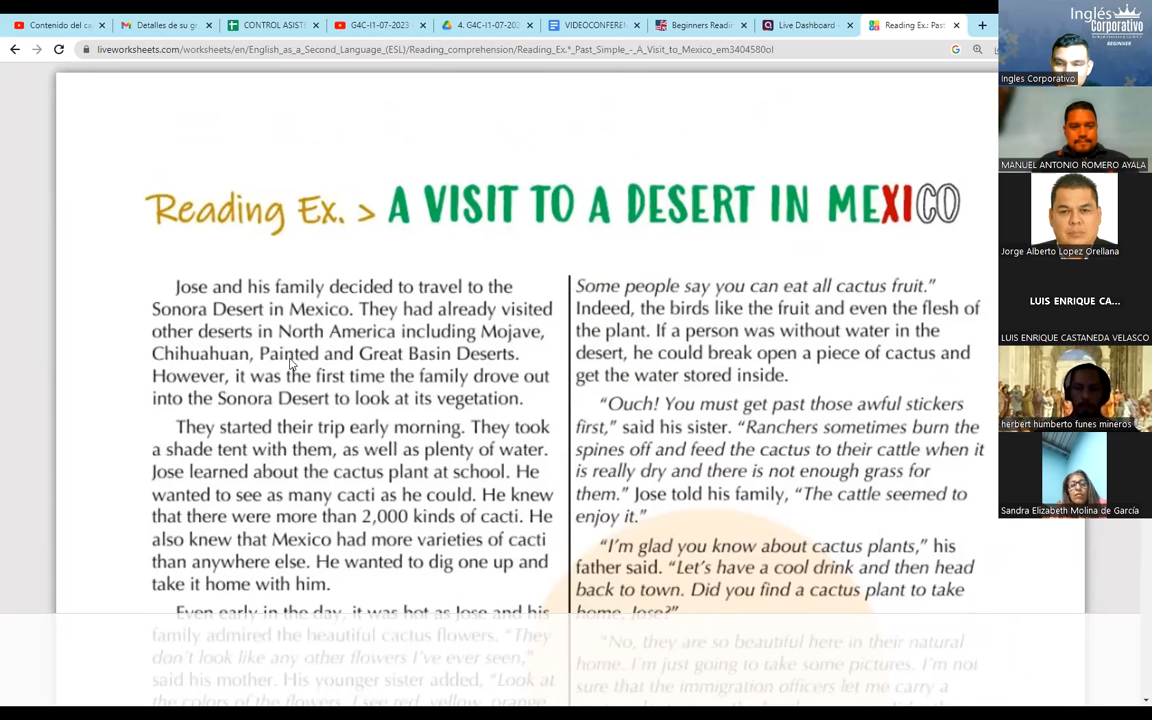 Contenido del ca
Detalles de su gr
CONTROL ASIST
G4C-I1-07-2023
4. G4C-I1-07-202
VIDEOCONFEREN
Beginners Readin
Live Dashboard -
Reading Ex.: Past
liveworksheets.com/worksheets/en/English_as_a_Second_Language_(ESL)/Reading_comprehension/Reading_Ex.*_Past_Simple_-_A_Visit_to_Mexico_em3404580ol
Reading Ex. > A VISIT TO A DESERT IN MEXICO
Jose and his family decided to travel to the
Sonora Desert in Mexico. They had already visited
other deserts in North America including Mojave,
Chihuahuan, Painted and Great Basin Deserts.
However, it was the first time the family drove out
into the Sonora Desert to look at its vegetation.
They started their trip early morning. They took
a shade tent with them, as well as plenty of water.
Jose learned about the cactus plant at school. He
wanted to see as many cacti as he could. He knew
that there were more than 2,000 kinds of cacti. He
also knew that Mexico had more varieties of cacti
than anywhere else. He wanted to dig one up and
take it home with him.
Even early in the day, it was hot as Jose and his
family admired the beautiful cactus flowers. "They
don't look like any other flowers I've ever seen,"
said his mother. His younger sister added, "Look at
the colors of the flowers. I see red, yellow, orange
Some people say you can eat all cactus fruit."
Indeed, the birds like the fruit and even the flesh of
the plant. If a person was without water in the
desert, he could break open a piece of cactus and
get the water stored inside.
"Ouch! You must get past those awful stickers
first," said his sister. "Ranchers sometimes burn the
spines off and feed the cactus to their cattle when it
is really dry and there is not enough grass for
them." Jose told his family, "The cattle seemed to
enjoy it."
"I'm glad you know about cactus plants," his
father said. "Let's have a cool drink and then head
back to town. Did you find a cactus plant to take
home, Jose?"
"No, they are so beautiful here in their natural
home. I'm just going to take some pictures. I'm not
sure that the immigration officers let me carry a
Inglés
Corporativo
BEGINNER
Ingles Corporativo
MANUEL ANTONIO ROMERO AYALA
Jorge Alberto Lopez Orellana
LUIS ENRIQUE CA...
LUIS ENRIQUE CASTANEDA VELASCO
herbert humberto funes mineros
Sandra Elizabeth Molina de García